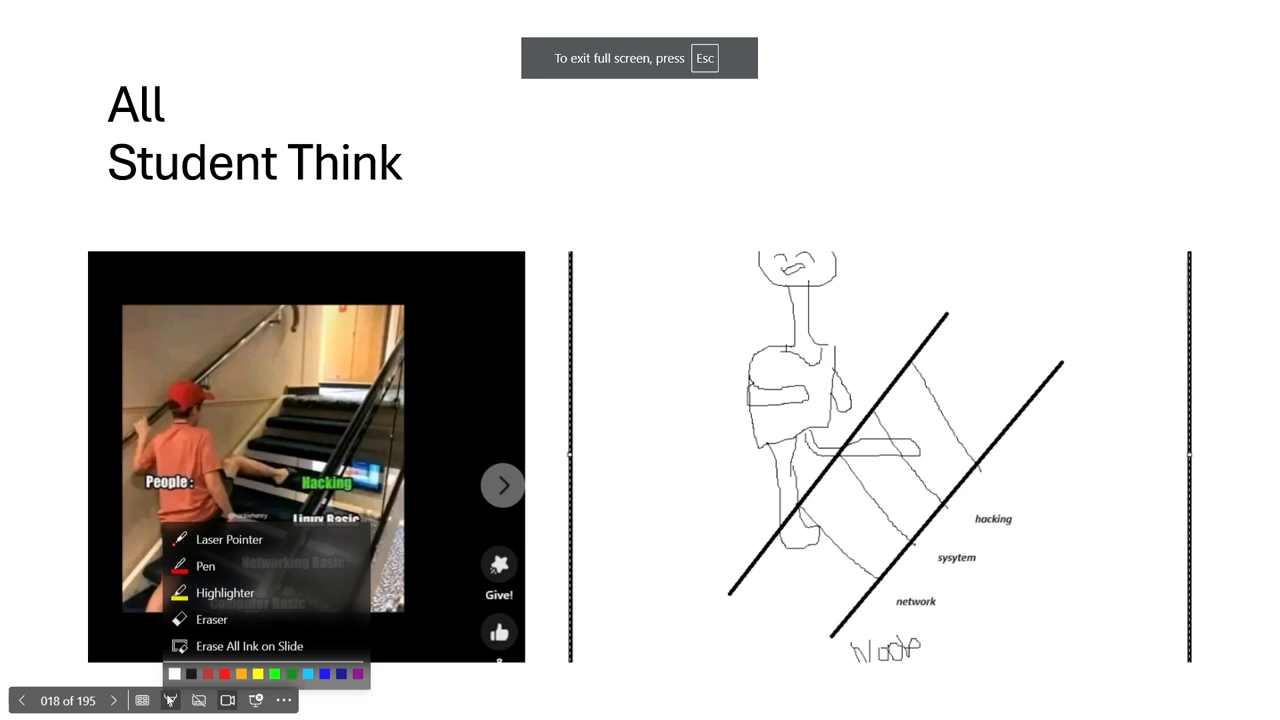 To exit full screen, press Esc
All
Student Think
People :
Hacking
Linux Basic
Networking Basic
Computer Basic
Give!
Laser Pointer
Pen
Highlighter
Eraser
Erase All Ink on Slide
hacking
sysytem
network
018 of 195